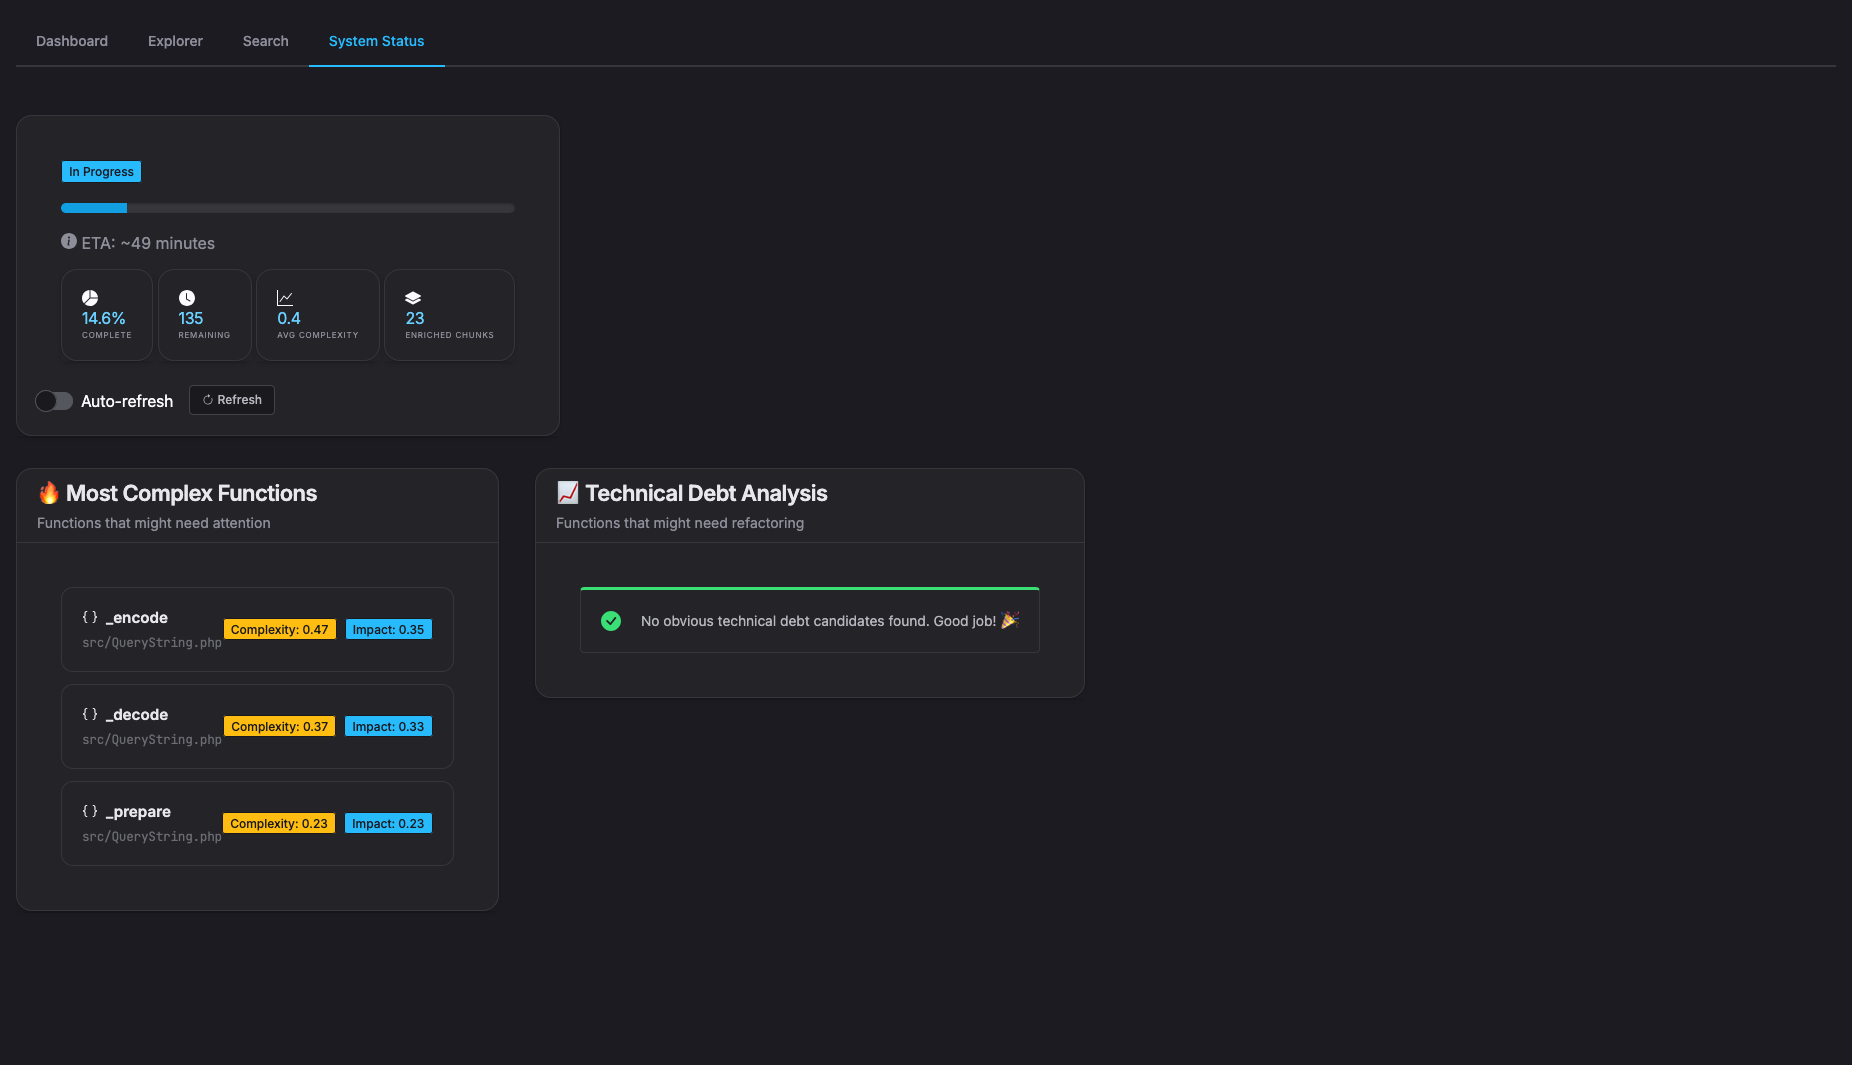 Dashboard
Explorer
Search
System Status
In Progress
ETA: ~49 minutes
14.6%
COMPLETE
135
REMAINING
0.4
AVG COMPLEXITY
23
ENRICHED CHUNKS
Auto-refresh
Refresh
🔥 Most Complex Functions
Functions that might need attention
{ } _encode
src/QueryString.php
Complexity: 0.47
Impact: 0.35
{ } _decode
src/QueryString.php
Complexity: 0.37
Impact: 0.33
{ } _prepare
src/QueryString.php
Complexity: 0.23
Impact: 0.23
📈 Technical Debt Analysis
Functions that might need refactoring
No obvious technical debt candidates found. Good job! 🎉